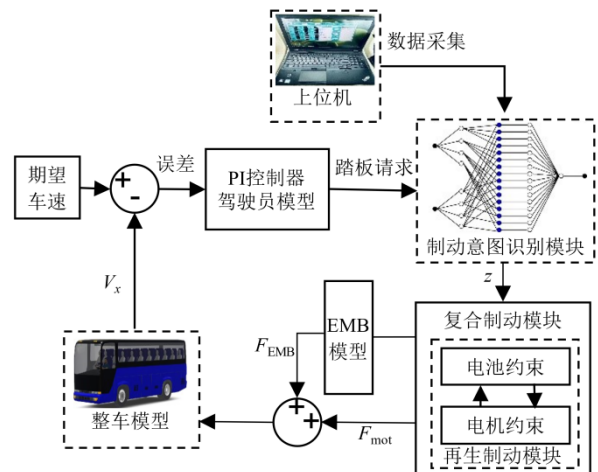 数据采集
上位机
期望
车速
+
-
误差
PI控制器
驾驶员模型
踏板请求
制动意图识别模块
z
V_x
复合制动模块
EMB
模型
F_EMB
电池约束
电机约束
再生制动模块
+
+
F_mot
整车模型